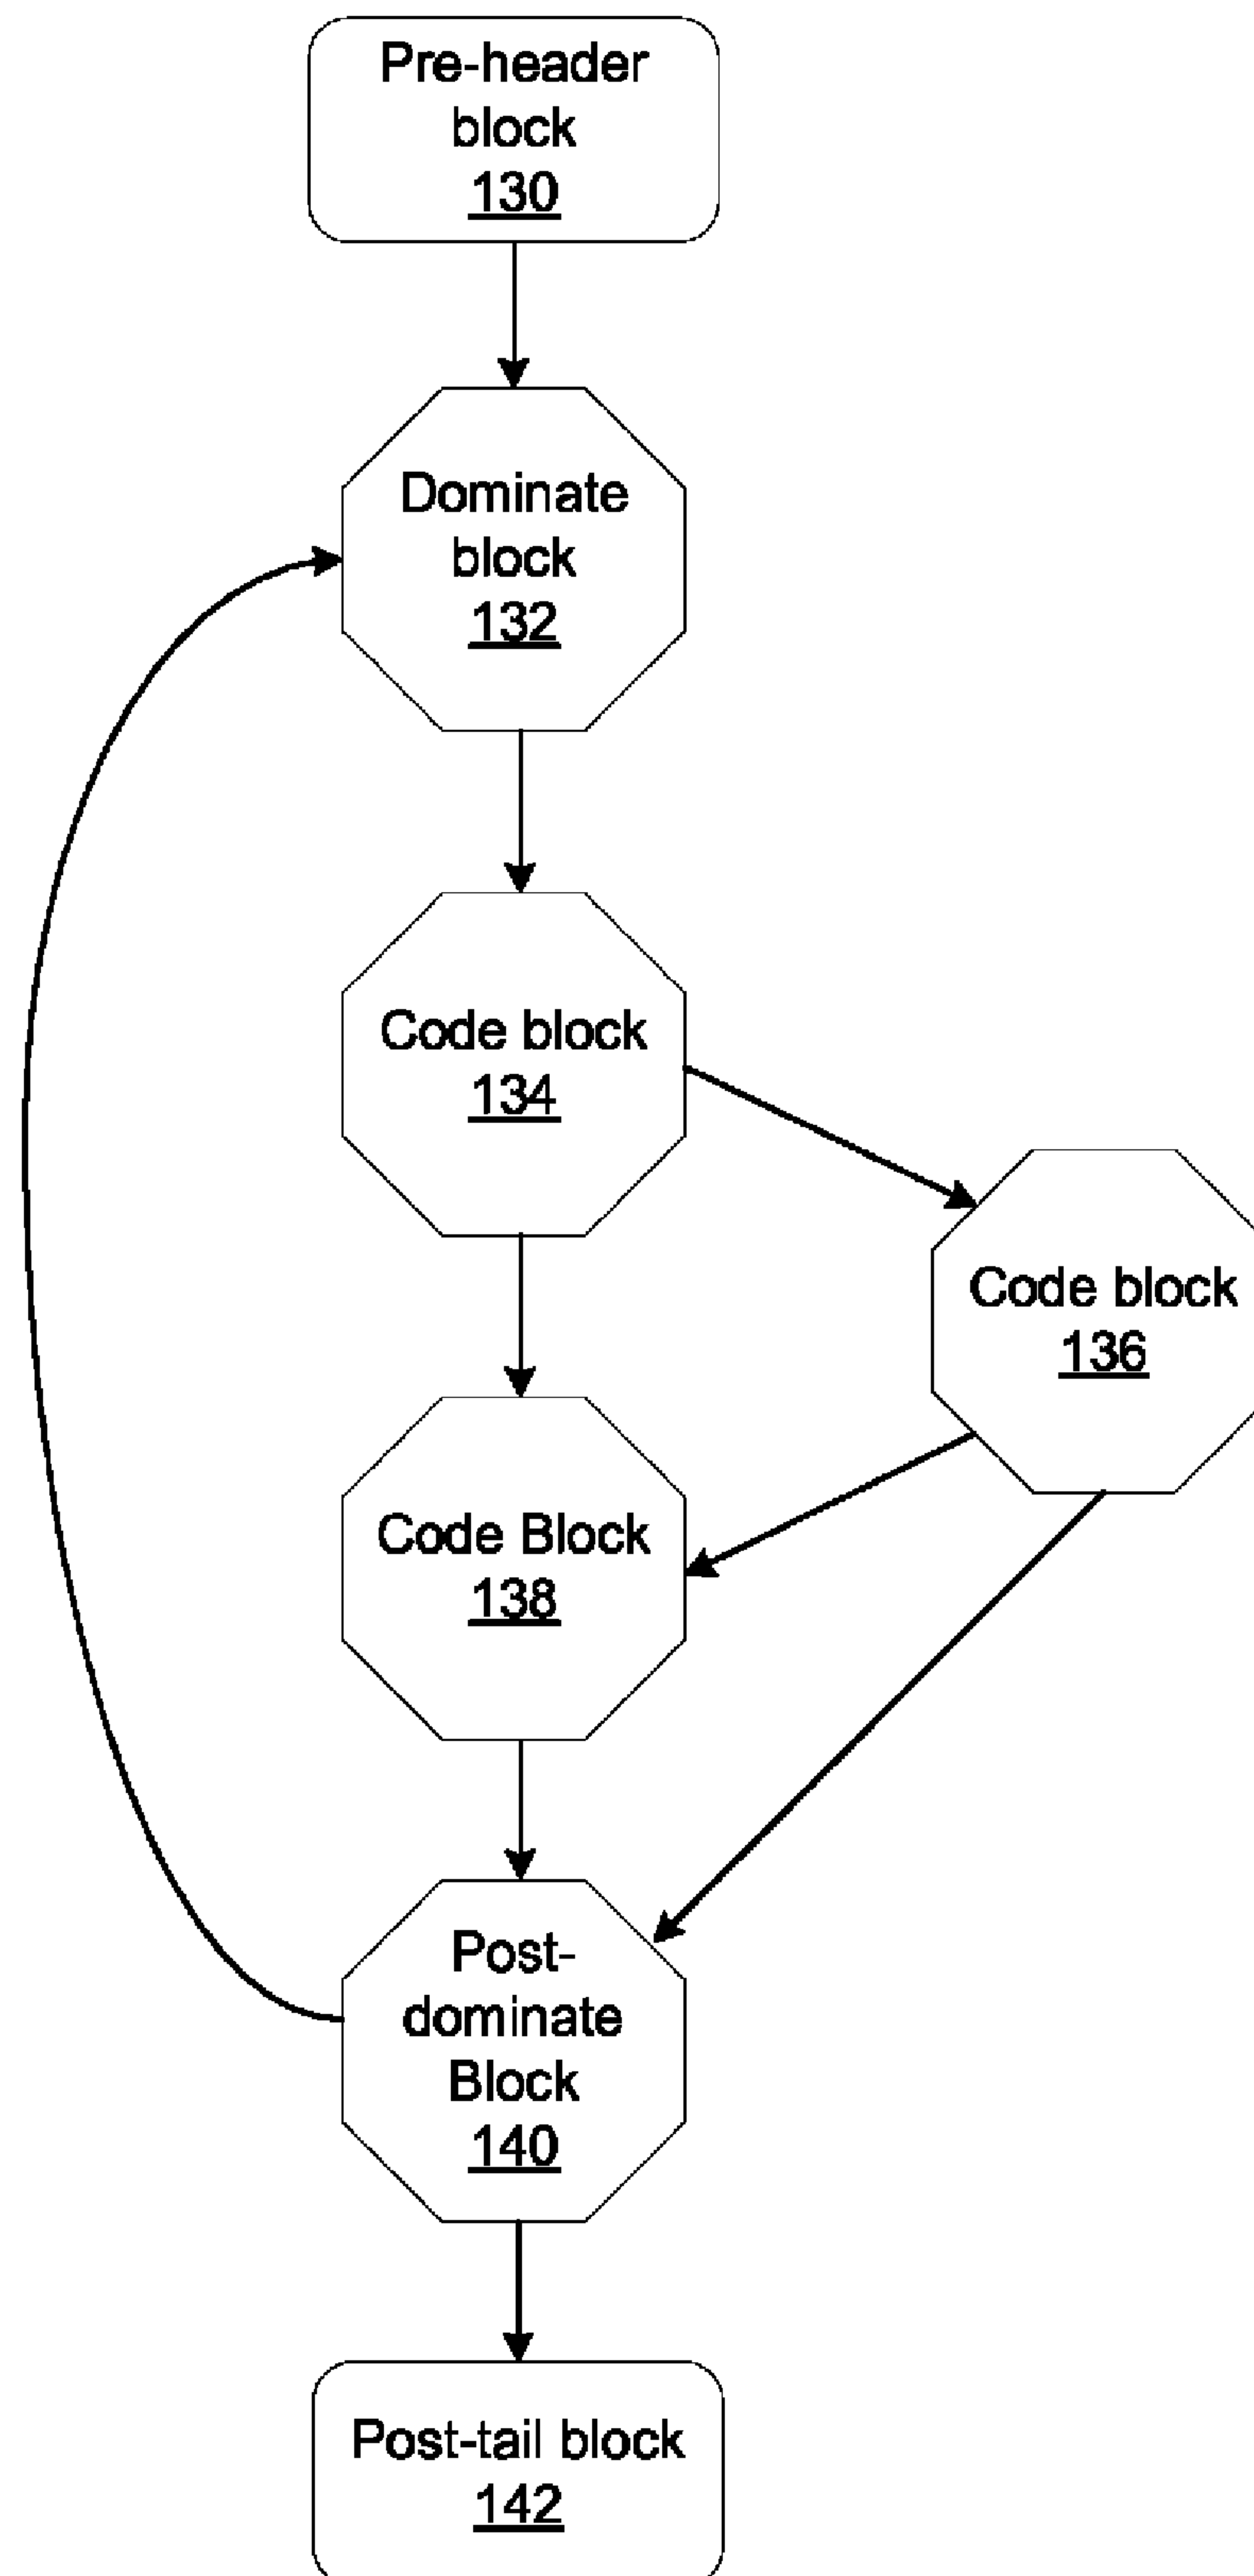 Pre-header
block
130
Dominate
block
132
Code block
134
Code block
136
Code Block
138
Post-
dominate
Block
140
Post-tail block
142